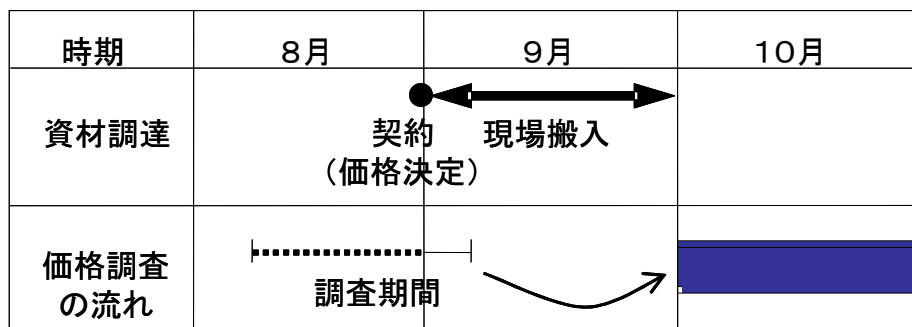 時期 8月 9月 10月
資材調達 契約 現場搬入
(価格決定)
価格調査
の流れ
調査期間